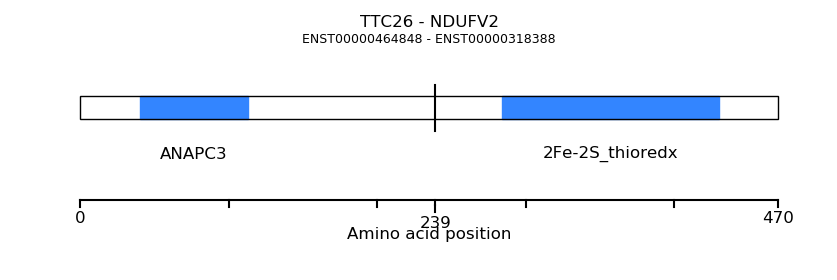 TTC26 - NDUFV2
ENST00000464848 - ENST00000318388
ANAPC3 2Fe-2S_thioredx
0 239 470
Amino acid position